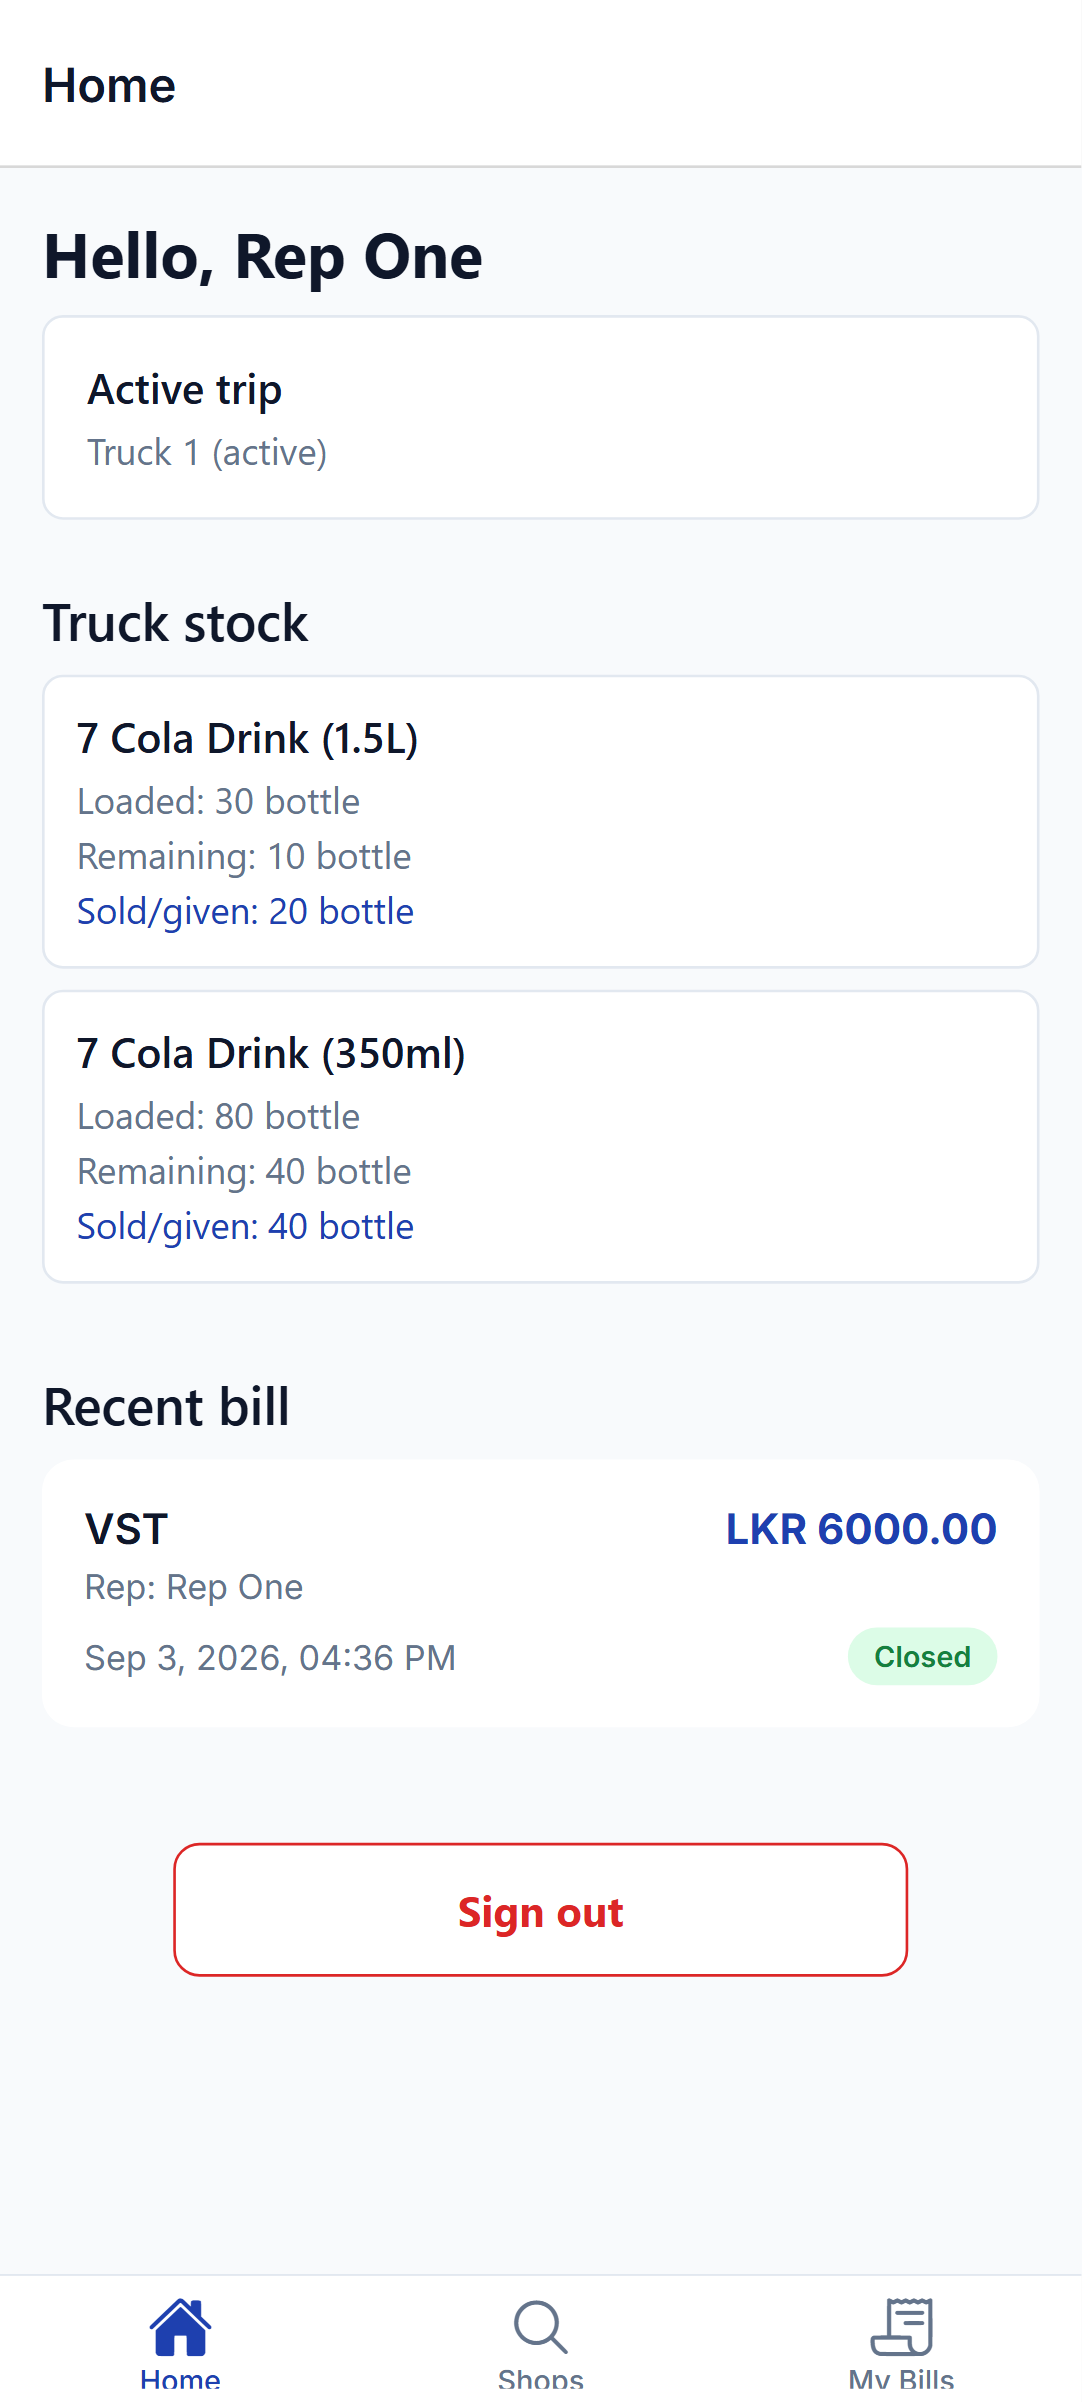 Home
Hello, Rep One
Active trip
Truck 1 (active)
Truck stock
7 Cola Drink (1.5L)
Loaded: 30 bottle
Remaining: 10 bottle
Sold/given: 20 bottle
7 Cola Drink (350ml)
Loaded: 80 bottle
Remaining: 40 bottle
Sold/given: 40 bottle
Recent bill
VST LKR 6000.00
Rep: Rep One
Sep 3, 2026, 04:36 PM Closed
Sign out
Home Shops My Bills